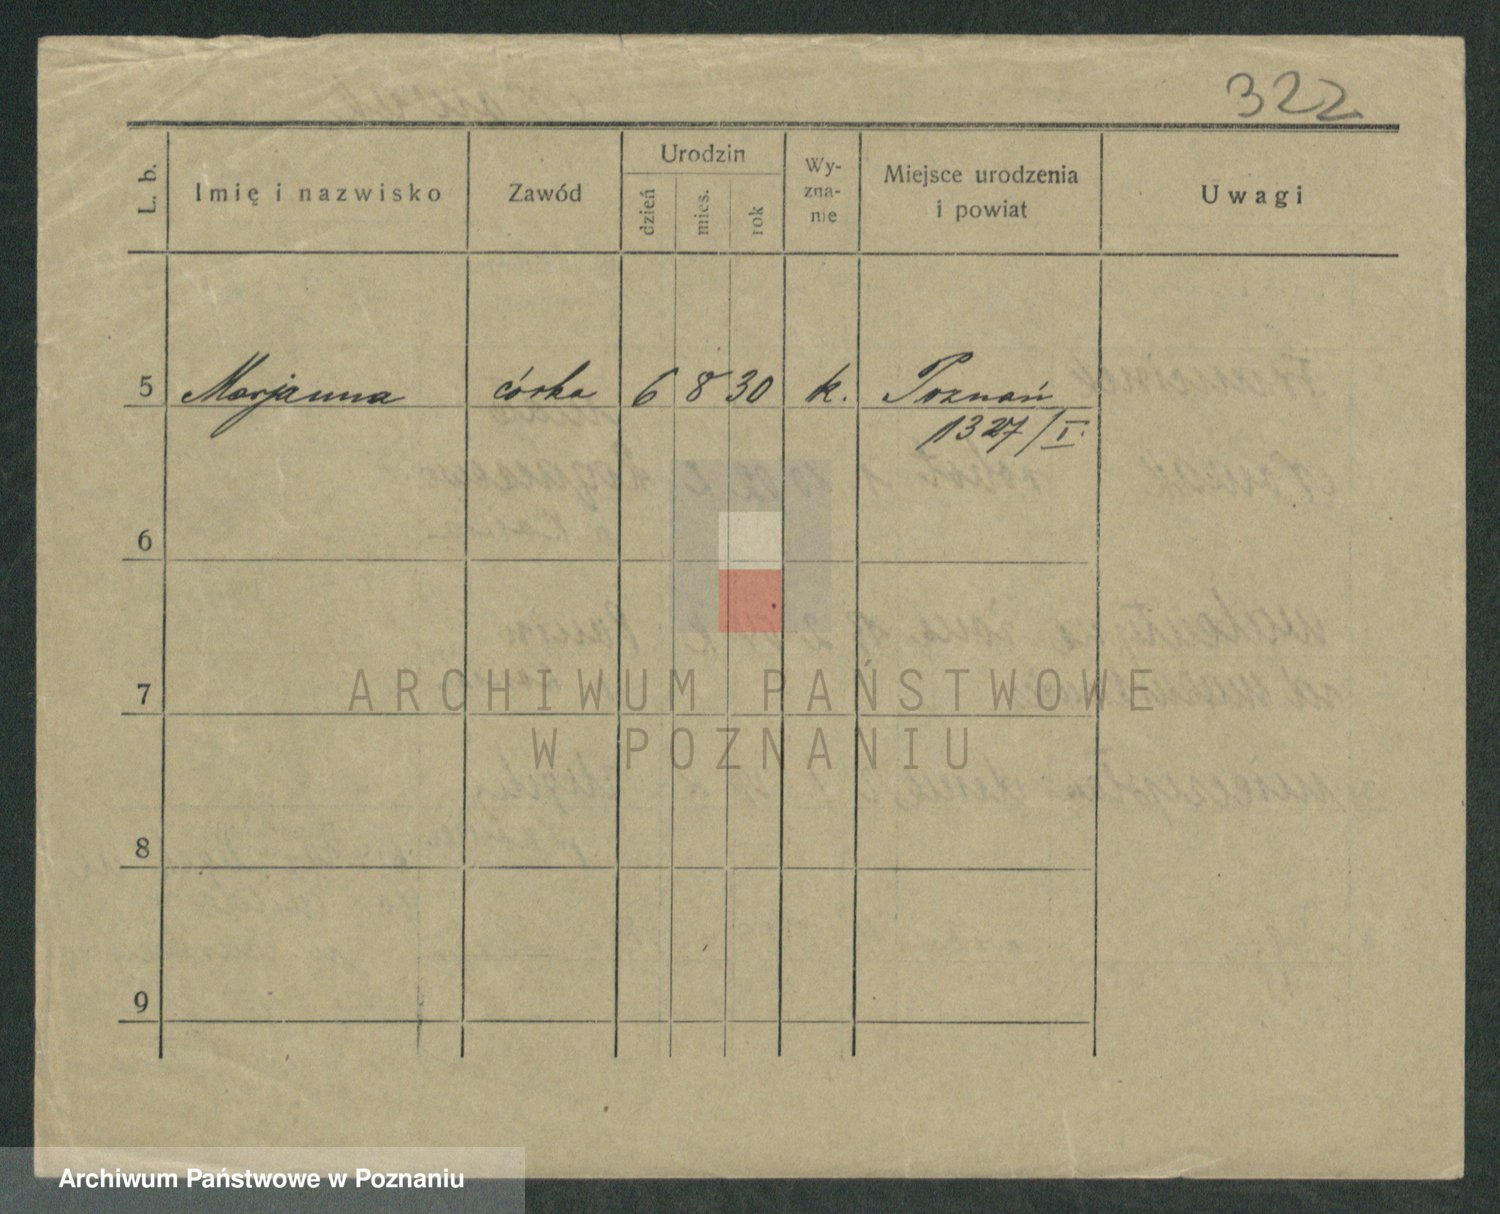 322
L. b.
Imię i nazwisko
Zawód
Urodzin
dzień
mies.
rok
Wy-
zna-
nie
Miejsce urodzenia
i powiat
Uwagi
5 Marjanna córka 6 8 30 k. Poznań
1327/I.
6
7
ARCHIWUM PAŃSTWOWE
W POZNANIU
8
9
Archiwum Państwowe w Poznaniu